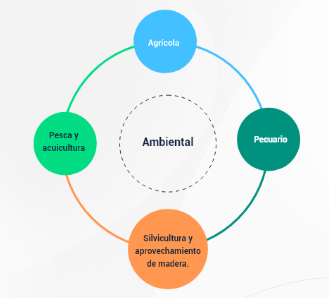 Agrícola
Pesca y
acuicultura
Ambiental
Pecuario
Silvicultura y
aprovechamiento
de madera.